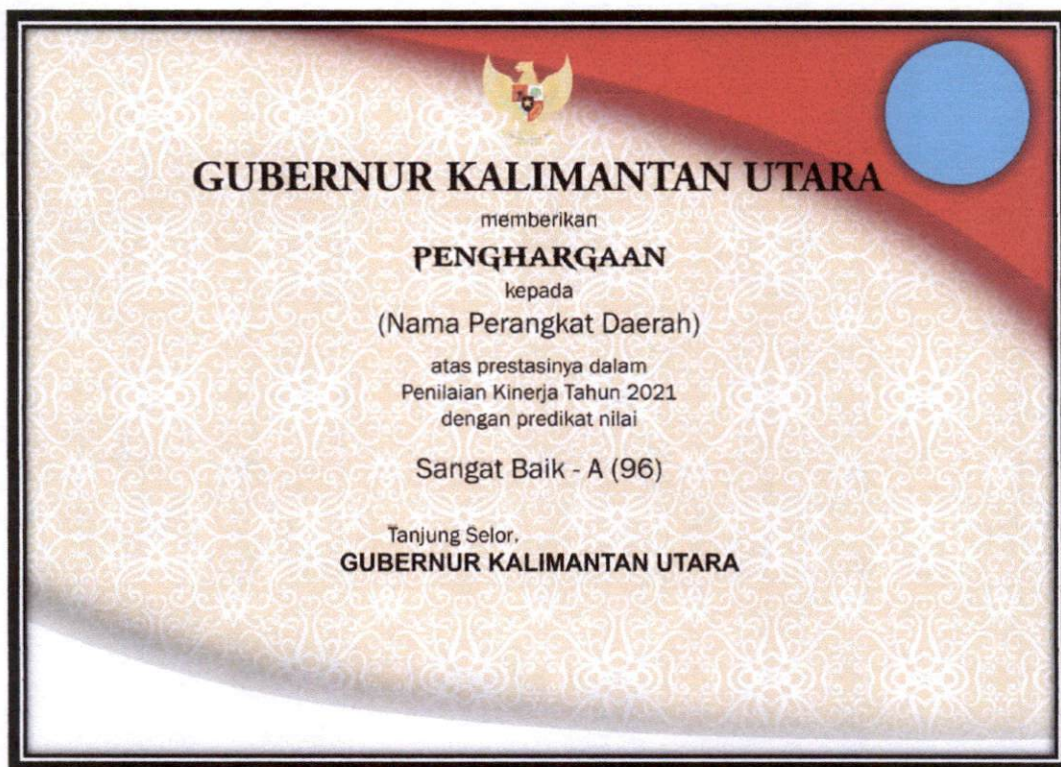 GUBERNUR KALIMANTAN UTARA
memberikan
PENGHARGAAN
kepada
(Nama Perangkat Daerah)
atas prestasinya dalam
Penilaian Kinerja Tahun 2021
dengan predikat nilai
Sangat Baik - A (96)
Tanjung Selor,
GUBERNUR KALIMANTAN UTARA